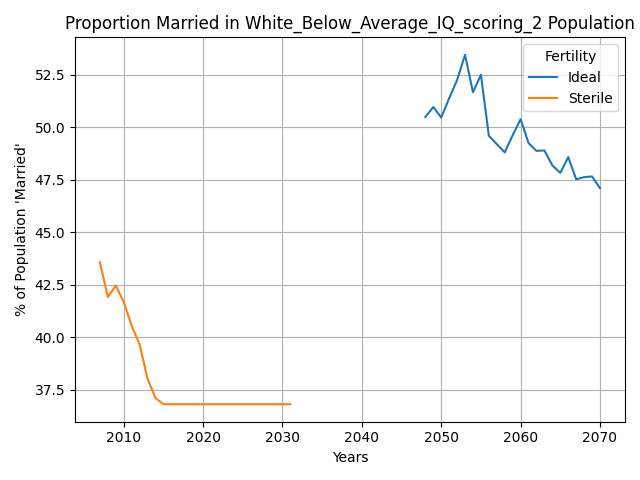 Proportion Married in White_Below_Average_IQ_scoring_2 Population
Fertility
Ideal
Sterile
52.5
50.0
47.5
45.0
42.5
40.0
37.5
% of Population 'Married'
2010 2020 2030 2040 2050 2060 2070
Years